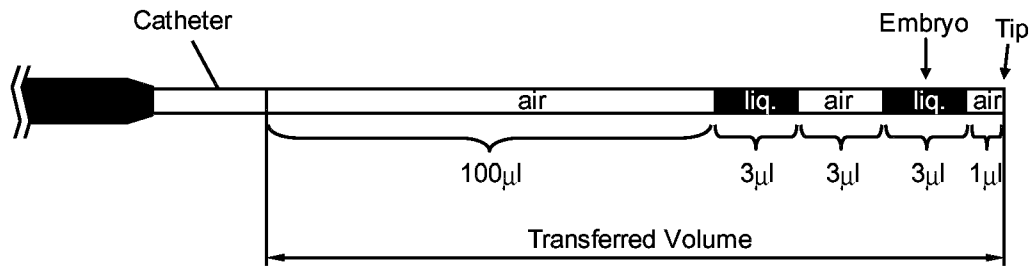 Catheter
Embryo
Tip
air
liq.
air
liq.
air
100µl
3µl
3µl
3µl
1µl
Transferred Volume